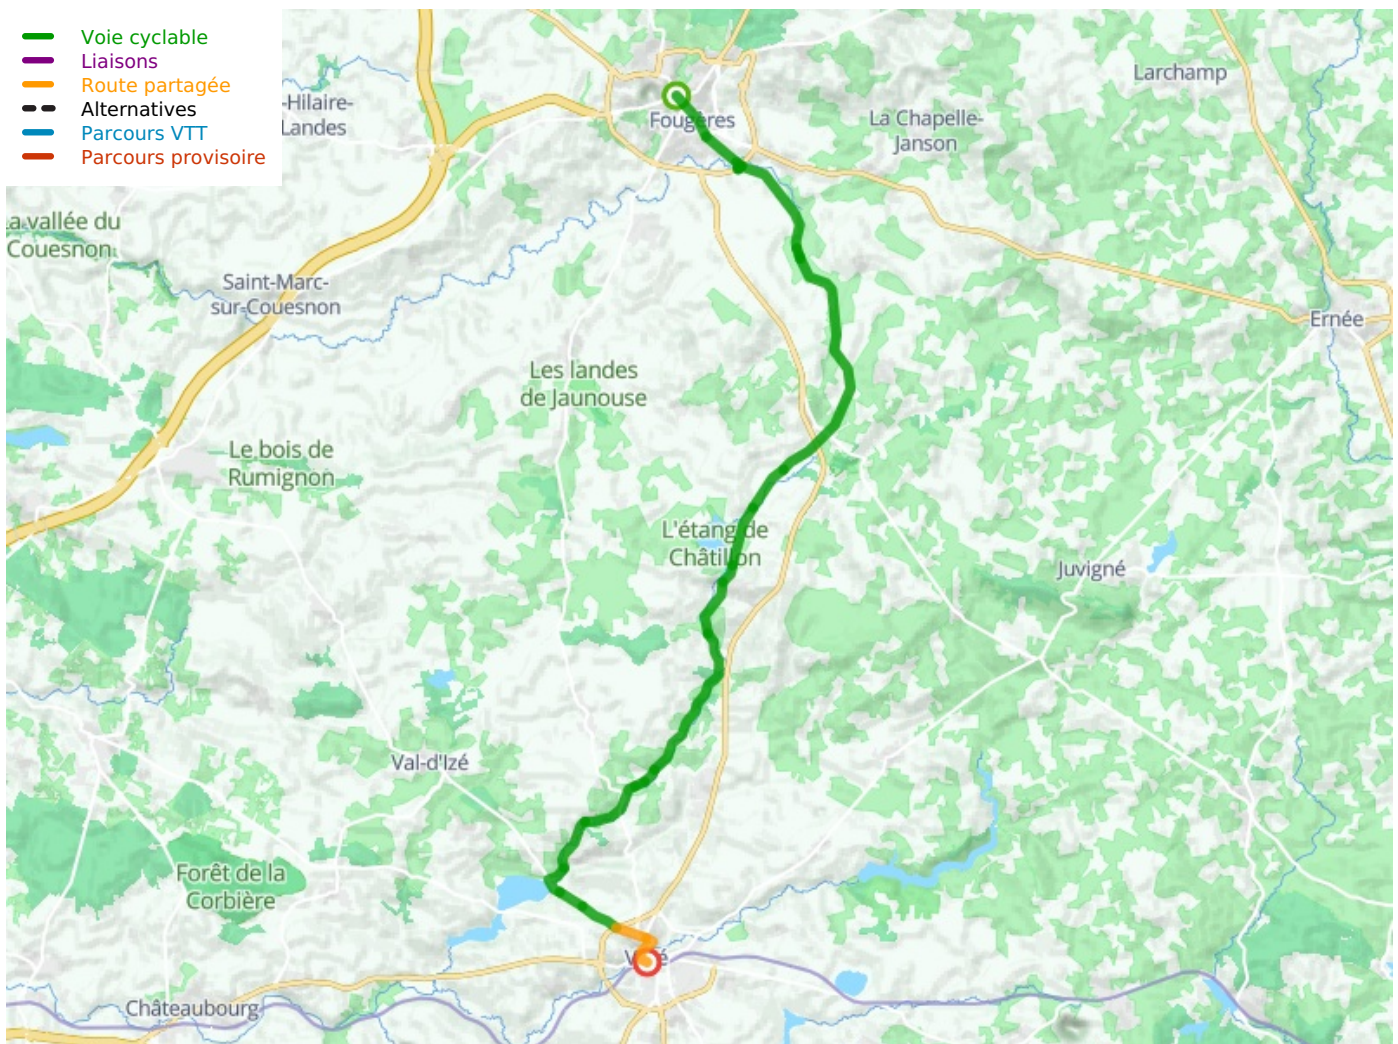 Voie cyclable
Liaisons
Route partagée
Alternatives
Parcours VTT
Parcours provisoire
-Hilaire-
Landes
Fougères
La Chapelle-
Janson
Larchamp
a vallée du
Couesnon
Saint-Marc-
sur-Couesnon
Ernée
Les landes
de Jaunouse
Le bois de
Rumignon
L'étang de
Châtillon
Juvigné
Val-d'Izé
Forêt de la
Corbière
Châteaubourg